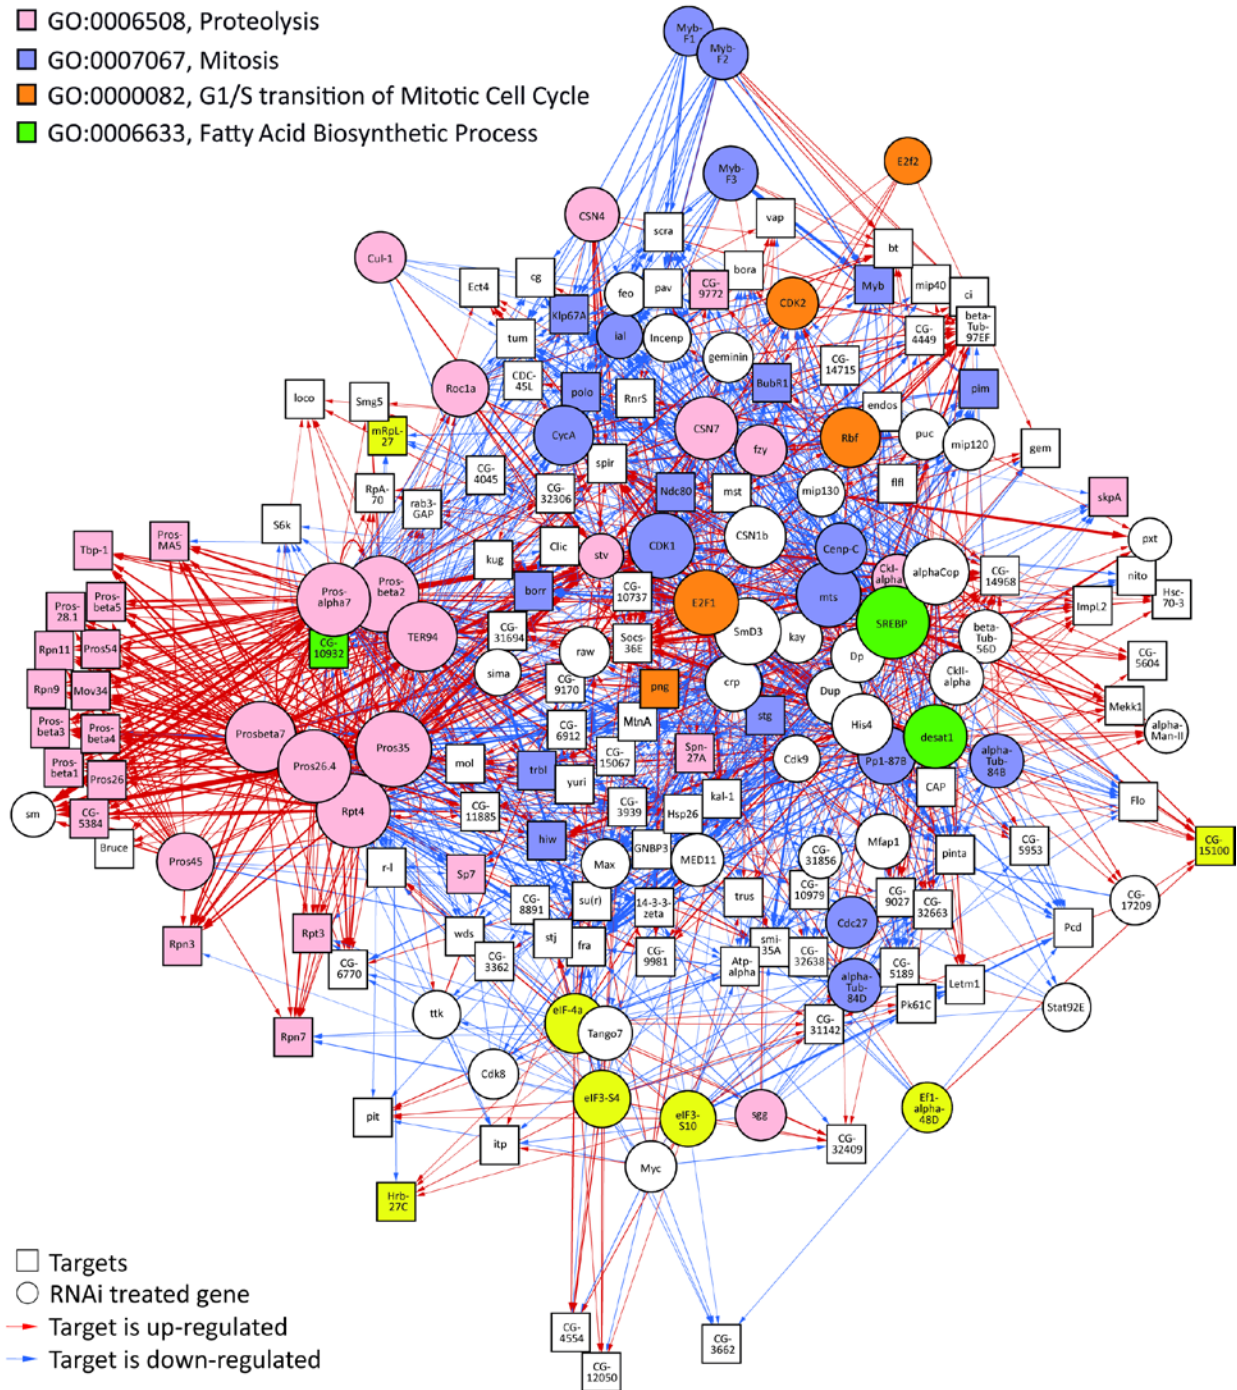 GO:0006508, Proteolysis
GO:0007067, Mitosis
GO:0000082, G1/S transition of Mitotic Cell Cycle
GO:0006633, Fatty Acid Biosynthetic Process
Myb-
F1
Myb-
F2
Myb-
F3
E2f2
CSN4
vap
scra
bt
Cul-1
cg
Ect4
feo
pav
bora
CG-
9772
CDK2
Myb
mip40
ci
Klp67A
tum
ial
Incenp
geminin
CG-
4449
beta-
Tub-
97EF
CG-
14715
Roc1a
CDC-
45L
polo
RnrS
BubR1
endos
pim
loco
Smg5
mRpL-
27
CycA
CSN7
fzy
Rbf
puc
mip120
gem
spir
CG-
4045
CG-
32306
Ndc80
mst
mip130
flfl
skpA
RpA-
70
rab3-
GAP
S6k
Pros-
MA5
Tbp-1
kug
Clic
stv
CDK1
CSN1b
Cenp-C
CkI-
alpha
alphaCop
CG-
14968
pxt
nito
Hsc-
70-3
ImpL2
Pros-
alpha7
Pros-
beta2
TER94
borr
CG-
10737
E2F1
SmD3
kay
mts
SREBP
beta-
Tub-
56D
CG-
5604
Pros-
beta5
Pros-
28.1
Rpn11
Pros54
CG-
10932
CG-
31694
sima
raw
Socs-
36E
Dp
CkII-
alpha
Rpn9
Mov34
CG-
9170
png
crp
Dup
Mekk1
alpha-
Man-II
Pros-
beta3
Pros-
beta4
Prosbeta7
Pros35
CG-
6912
MtnA
stg
His4
desat1
Pros-
beta1
Pros26
Pros26.4
mol
trbl
CG-
15067
Spn-
27A
Cdk9
Pp1-87B
alpha-
Tub-
84B
yuri
CAP
Flo
sm
CG-
5384
Rpt4
CG-
11885
CG-
3939
Hsp26
kal-1
Bruce
Pros45
r-l
hiw
GNBP3
Max
MED11
CG-
31856
Mfap1
pinta
CG-
5953
CG-
15100
Sp7
CG-
8891
su(r)
14-3-3-
zeta
trus
CG-
10979
CG-
9027
CG-
32663
CG-
17209
Rpn3
Rpt3
CG-
6770
wds
CG-
3362
stj
fra
CG-
9981
Atp-
alpha
smi-
35A
CG-
32638
Cdc27
CG-
5189
Pcd
alpha-
Tub-
84D
Pk61C
Letm1
Stat92E
Rpn7
ttk
eIF-4a
Tango7
CG-
31142
Cdk8
eIF3-S4
eIF3-
S10
sgg
Ef1-
alpha-
48D
pit
itp
CG-
32409
Myc
Hrb-
27C
CG-
4554
CG-
12050
CG-
3662
Targets
RNAi treated gene
Target is up-regulated
Target is down-regulated